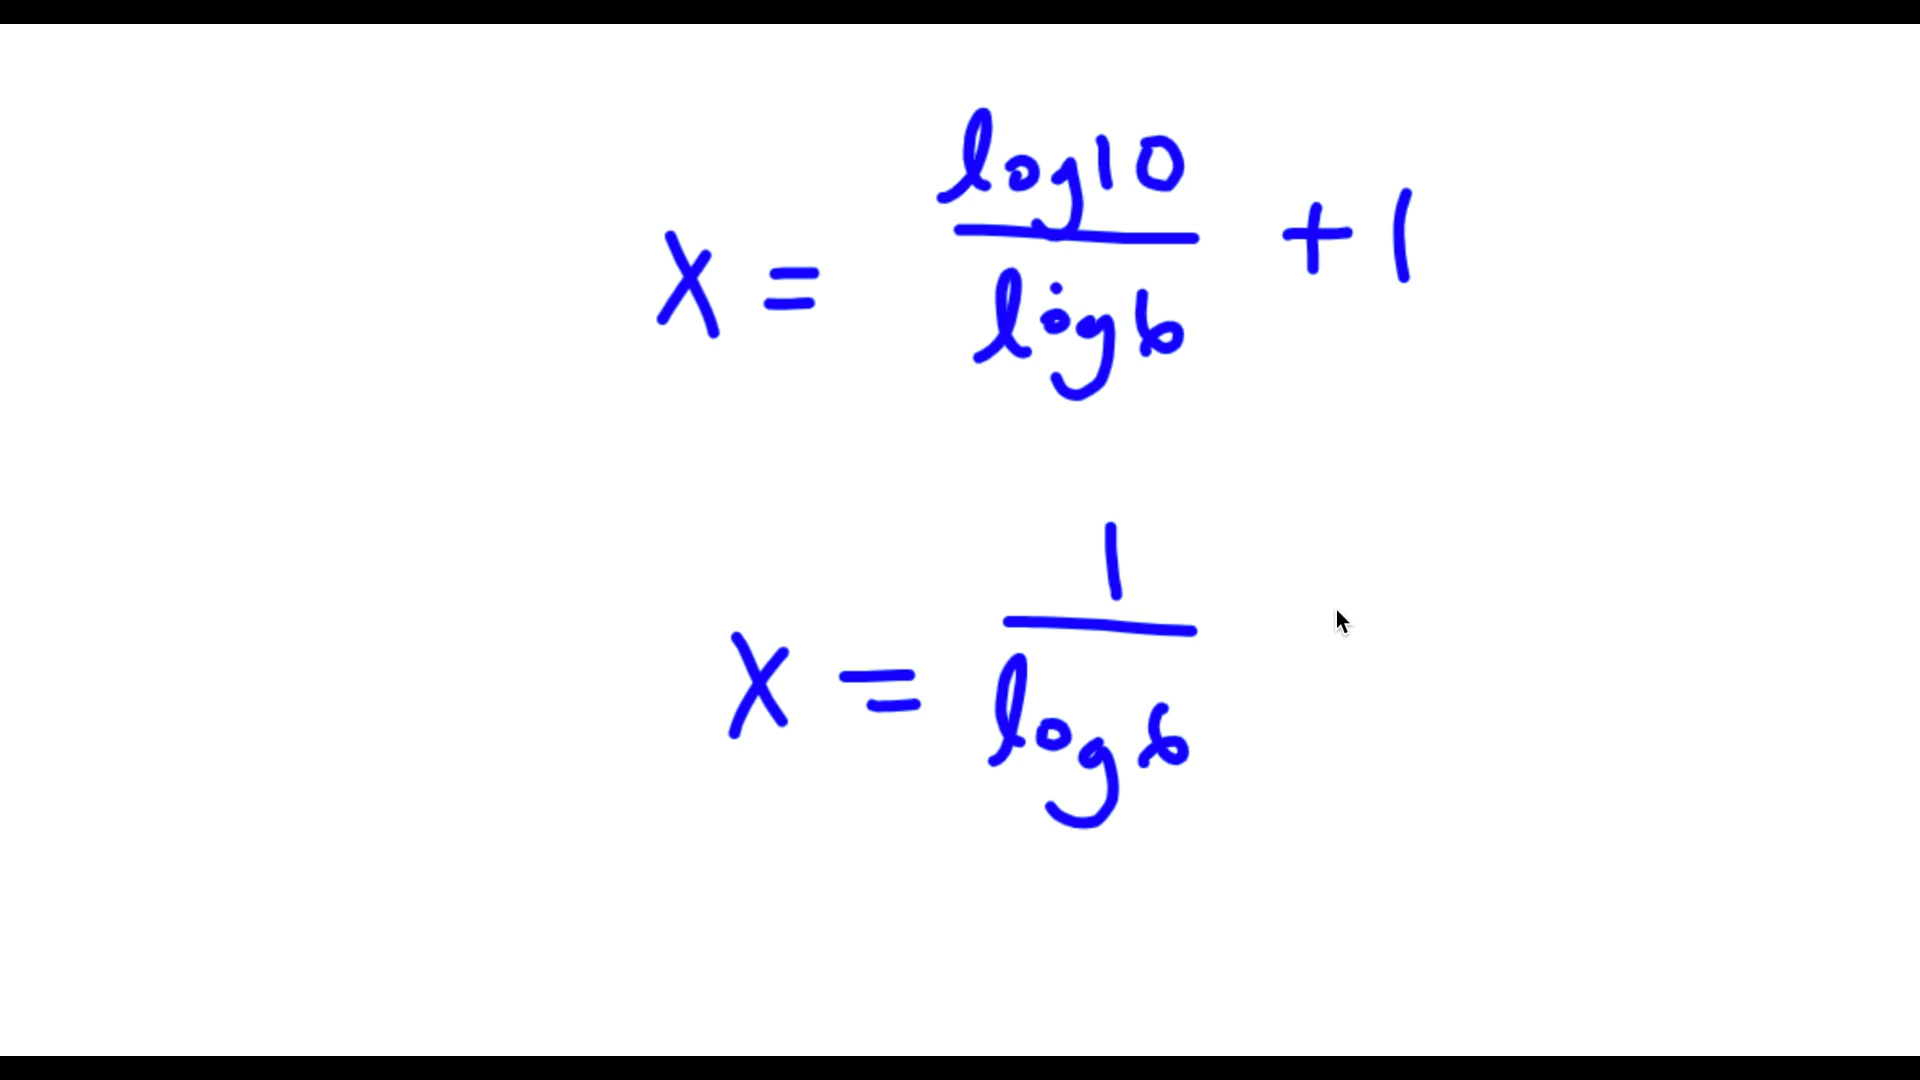 x = log10 / log6 + 1
x = 1 / log6